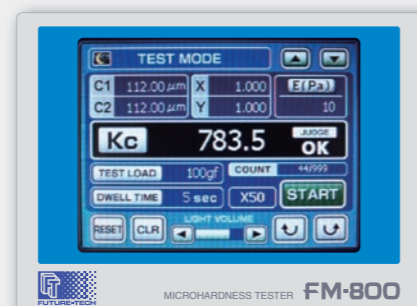 TEST MODE
C1 112.00 µm X 1.000 E(Pa)
C2 112.00 µm Y 1.000 10
Kc 783.5 JUDGE OK
TEST LOAD 100gf COUNT 44/999
DWELL TIME 5 sec X50 START
RESET CLR LIGHT VOLUME
FT
FUTURE-TECH
MICROHARDNESS TESTER FM-800